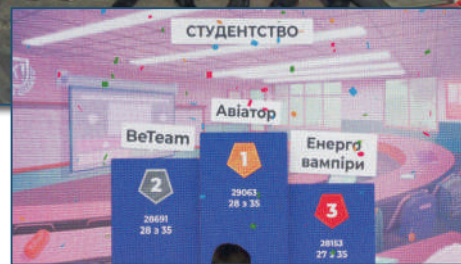 СТУДЕНТСТВО
Авіатор
BeTeam
Енерго
вампіри
1
29063
28 з 35
2
28691
28 з 35
3
28153
27 з 35